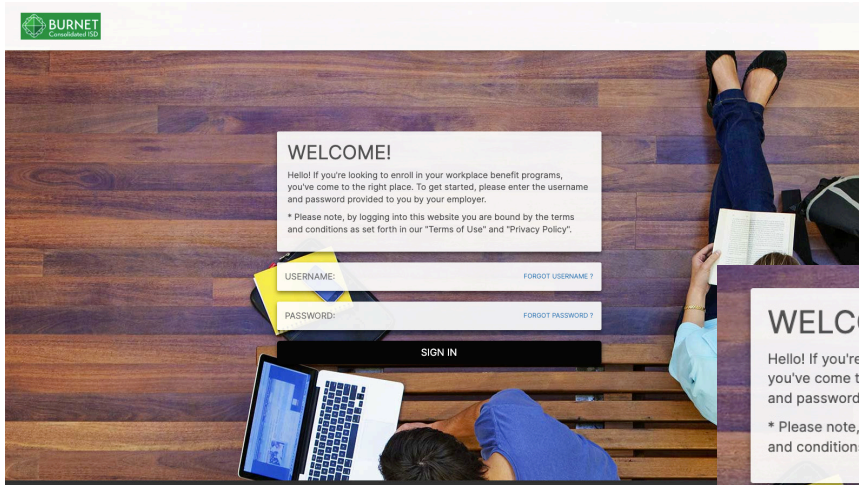 BURNET
Consolidated ISD
WELCOME!
Hello! If you're looking to enroll in your workplace benefit programs,
you've come to the right place. To get started, please enter the username
and password provided to you by your employer.
* Please note, by logging into this website you are bound by the terms
and conditions as set forth in our "Terms of Use" and "Privacy Policy".
USERNAME:
FORGOT USERNAME ?
PASSWORD:
FORGOT PASSWORD ?
SIGN IN
WELC
Hello! If you're
you've come t
and password
* Please note,
and condition